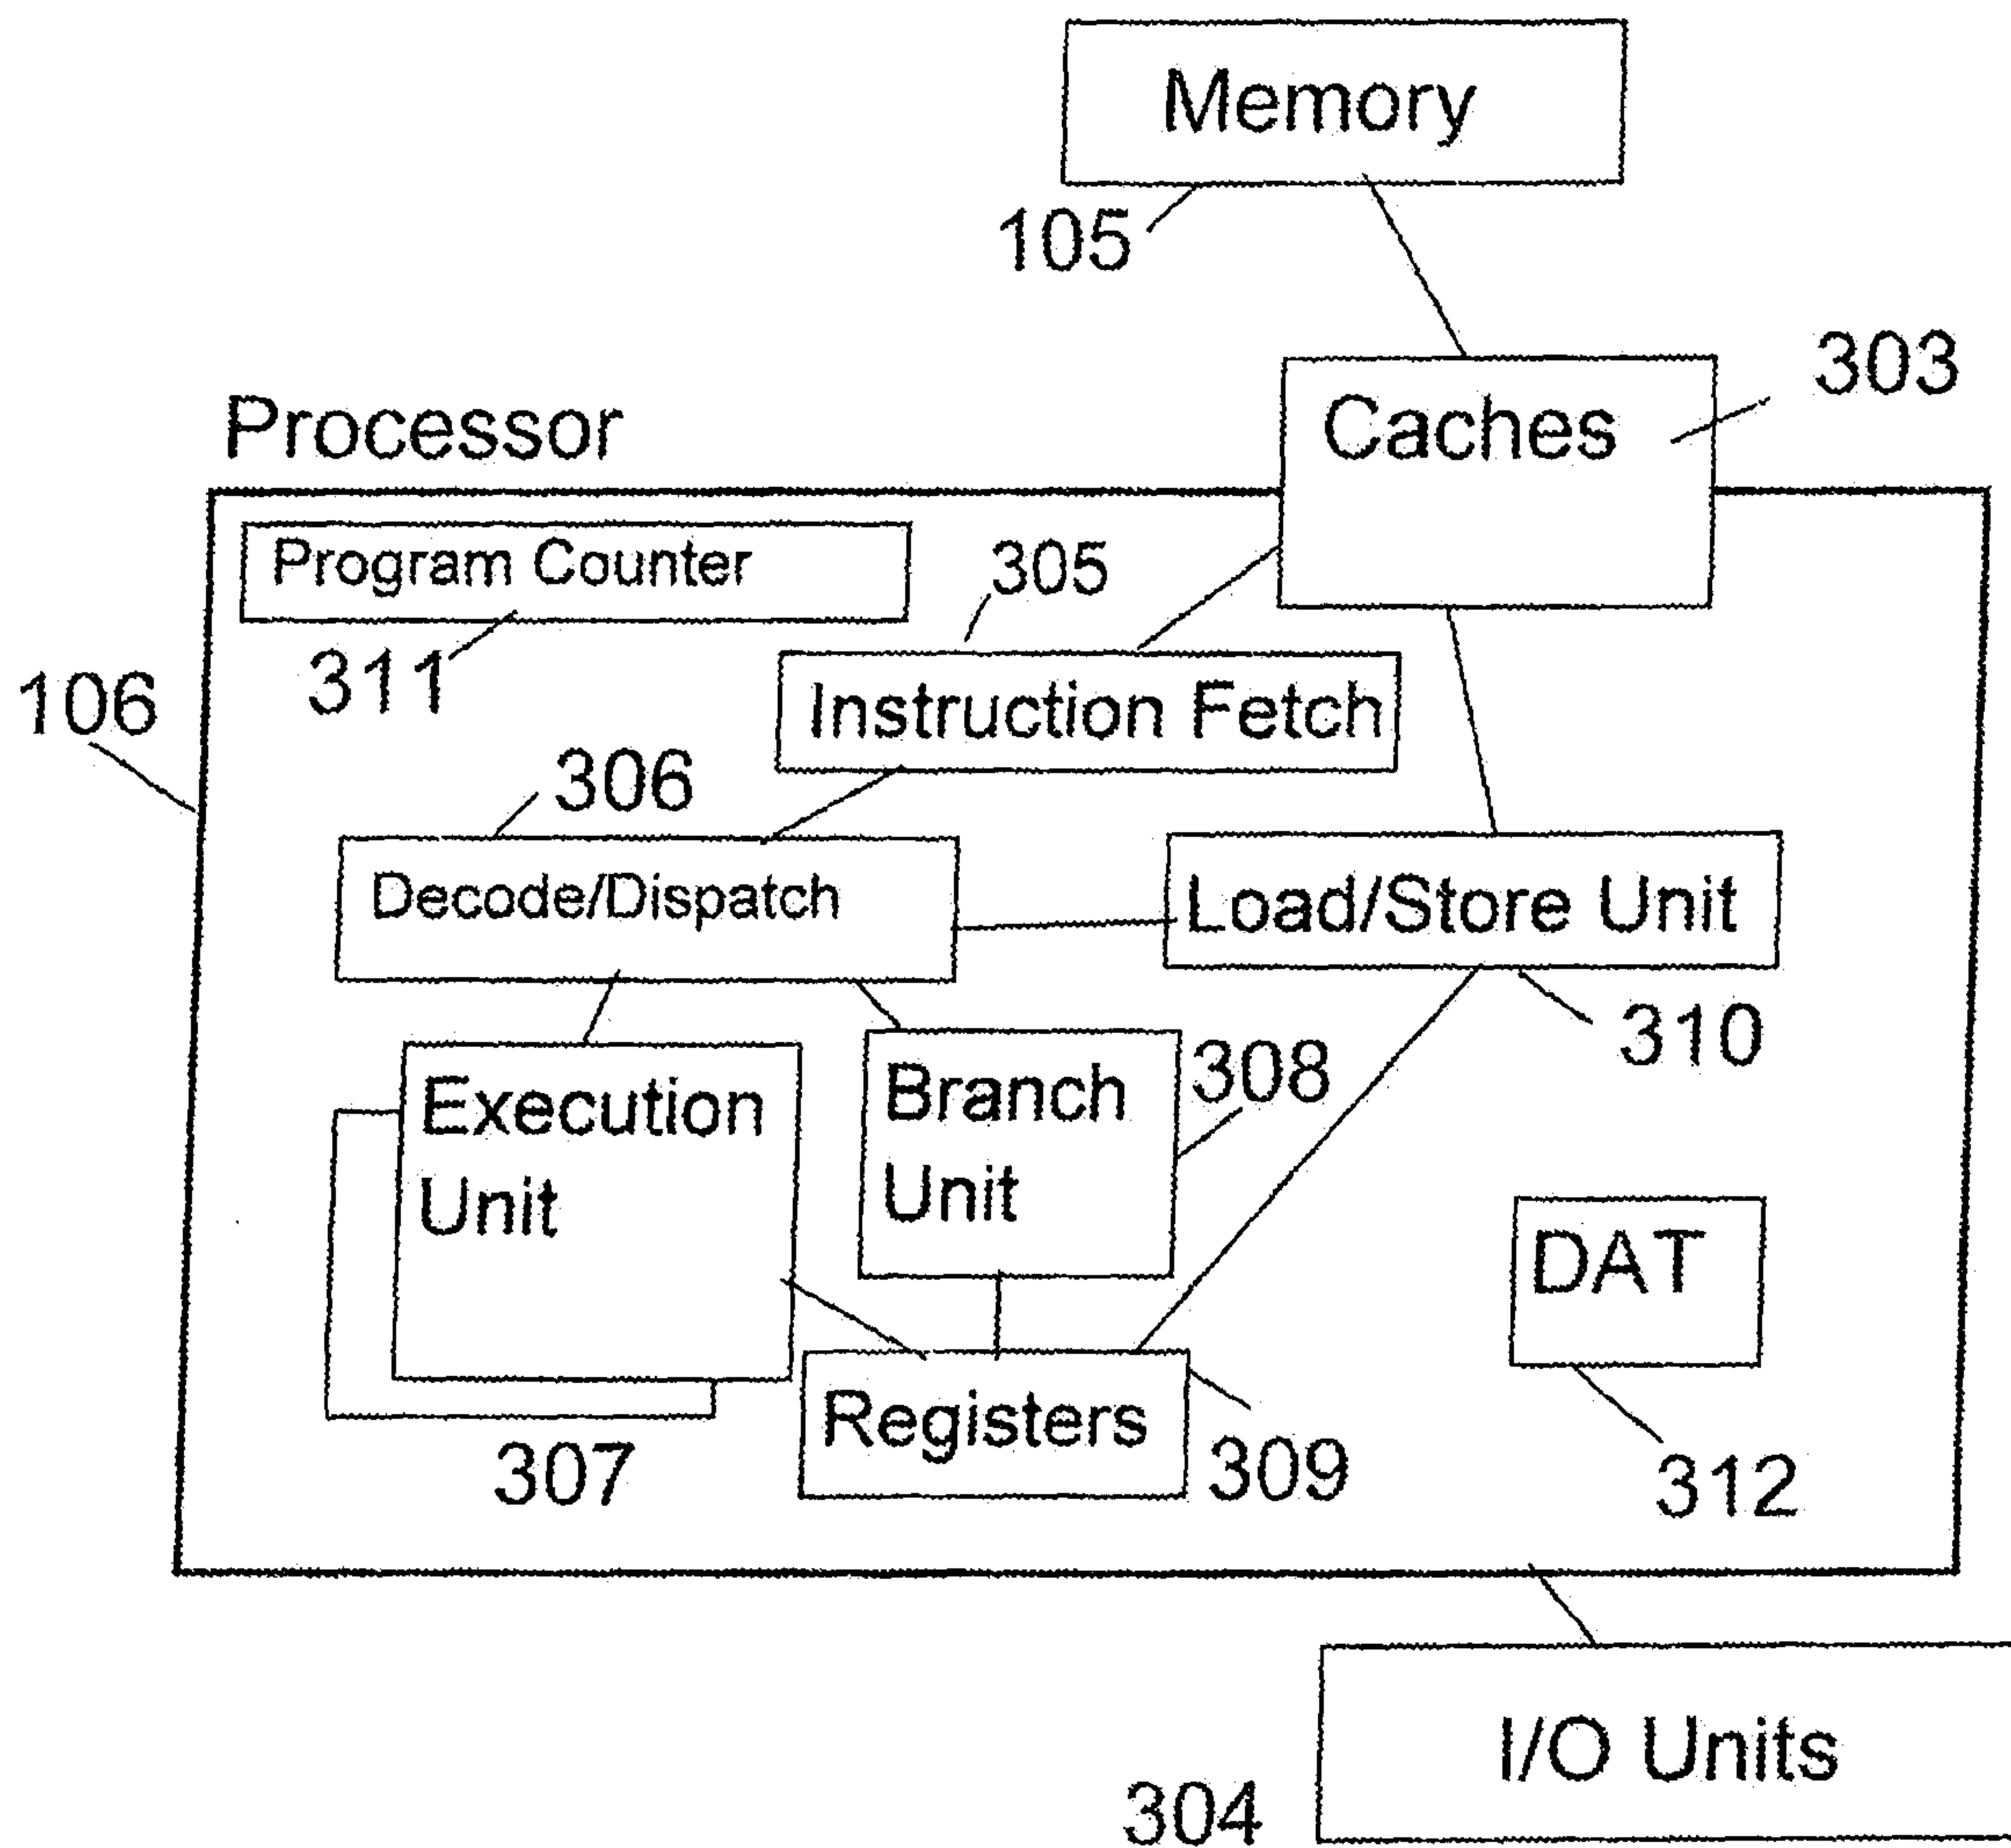 Memory
105
303
Caches
Processor
Program Counter
305
311
Instruction Fetch
106
306
Decode/Dispatch
Load/Store Unit
310
Execution
Unit
Branch
Unit
308
DAT
Registers
307
309
312
I/O Units
304